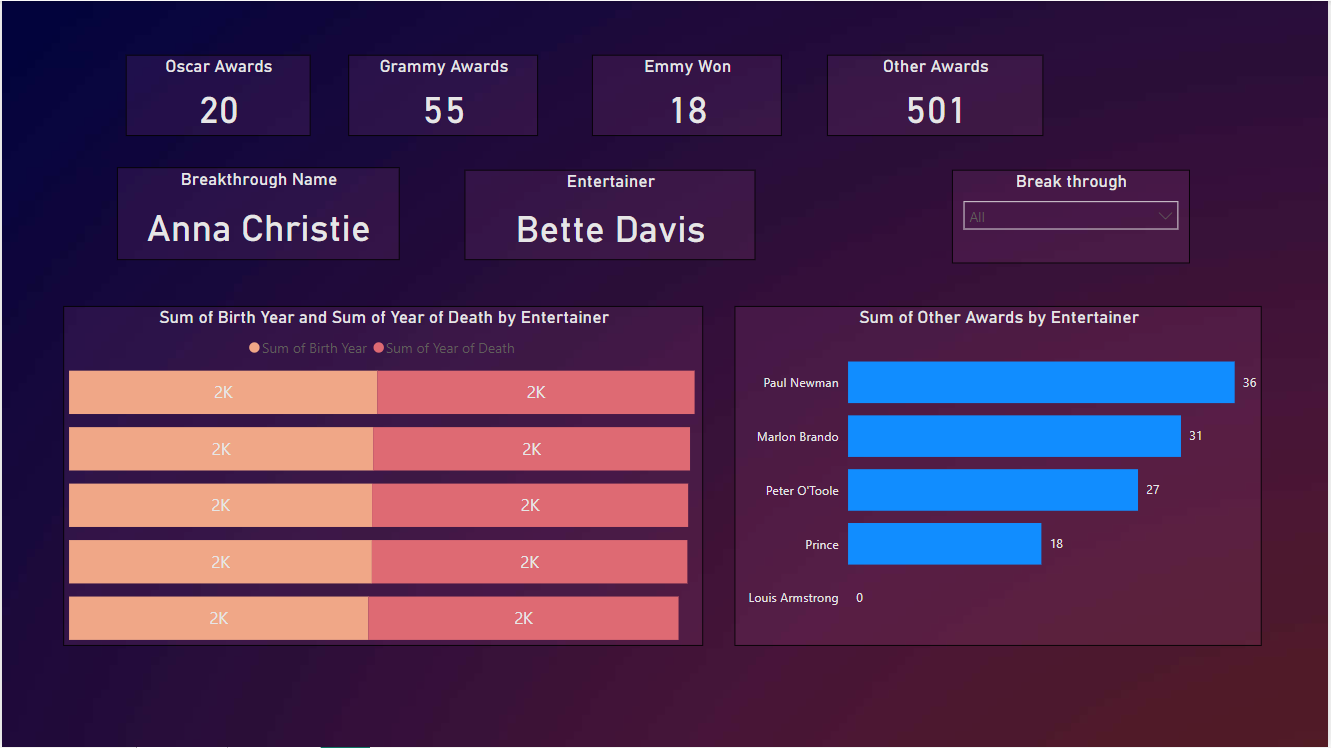 Oscar Awards
20
Grammy Awards
55
Emmy Won
18
Other Awards
501
Breakthrough Name
Anna Christie
Entertainer
Bette Davis
Break through
All
Sum of Birth Year and Sum of Year of Death by Entertainer
Sum of Birth Year Sum of Year of Death
2K 2K
2K 2K
2K 2K
2K 2K
2K 2K
Sum of Other Awards by Entertainer
Paul Newman 36
Marlon Brando 31
Peter O'Toole 27
Prince 18
Louis Armstrong 0